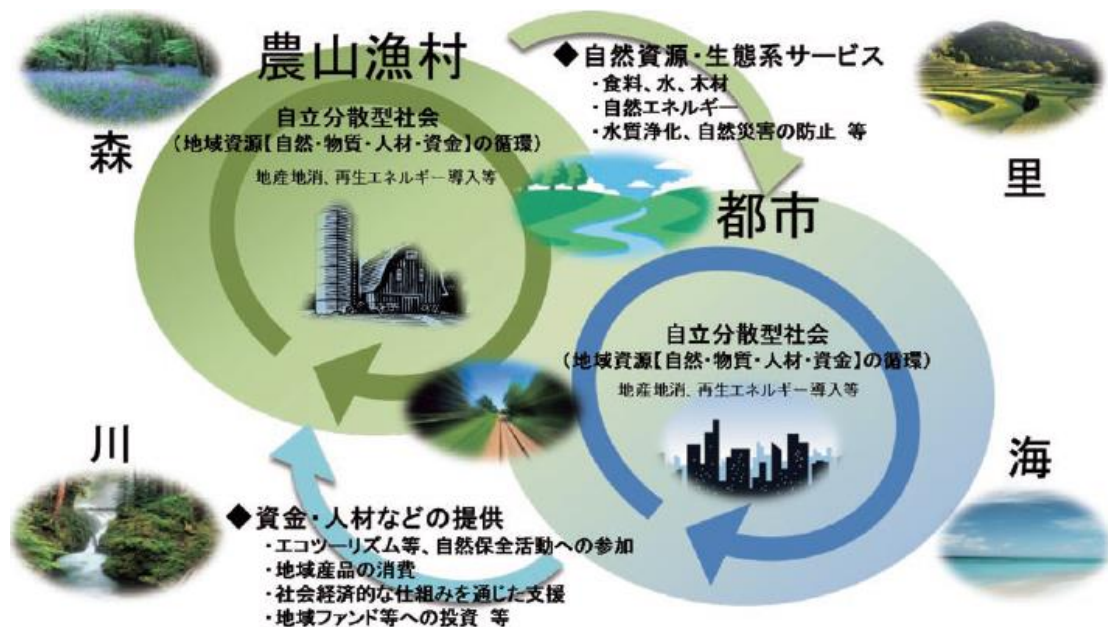 農山漁村
森
自立分散型社会
(地域資源【自然・物質・人材・資金】の循環)
地産地消、再生エネルギー導入等
◆自然資源・生態系サービス
・食料、水、木材
・自然エネルギー
・水質浄化、自然災害の防止 等
里
都市
自立分散型社会
(地域資源【自然・物質・人材・資金】の循環)
地産地消、再生エネルギー導入等
川
海
◆資金・人材などの提供
・エコツーリズム等、自然保全活動への参加
・地域産品の消費
・社会経済的な仕組みを通じた支援
・地域ファンド等への投資 等